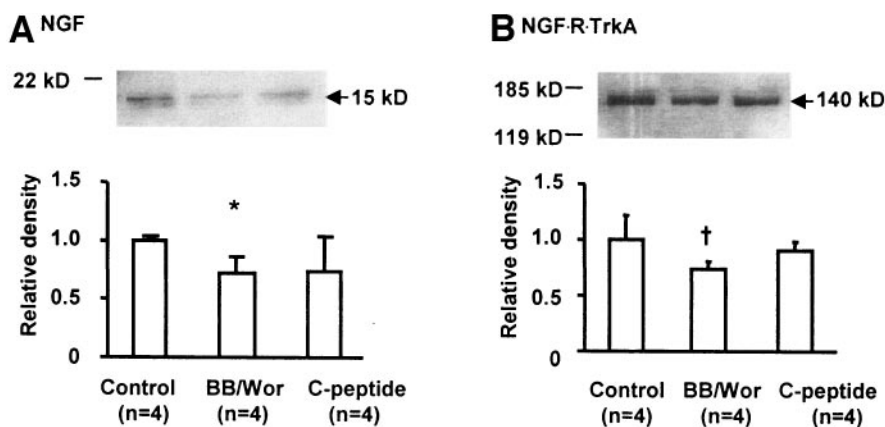 A NGF
22 kD
15 kD
Relative density
1.5
*
1.0
0.5
0
Control
(n=4)
BB/Wor
(n=4)
C-peptide
(n=4)
B NGF-R-TrkA
185 kD
140 kD
119 kD
Relative density
1.5
†
1.0
0.5
0
Control
(n=4)
BB/Wor
(n=4)
C-peptide
(n=4)